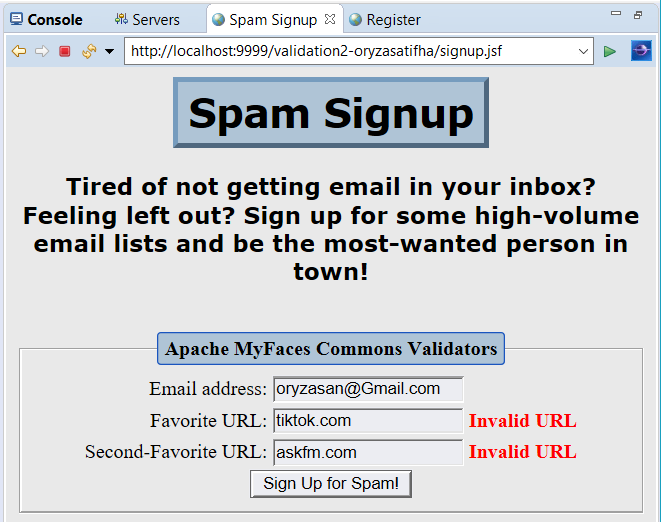 Console Servers Spam Signup Register
http://localhost:9999/validation2-oryzasatifha/signup.jsf
Spam Signup
Tired of not getting email in your inbox?
Feeling left out? Sign up for some high-volume
email lists and be the most-wanted person in
town!
Apache MyFaces Commons Validators
Email address: oryzasan@Gmail.com
Favorite URL: tiktok.com Invalid URL
Second-Favorite URL: askfm.com Invalid URL
Sign Up for Spam!